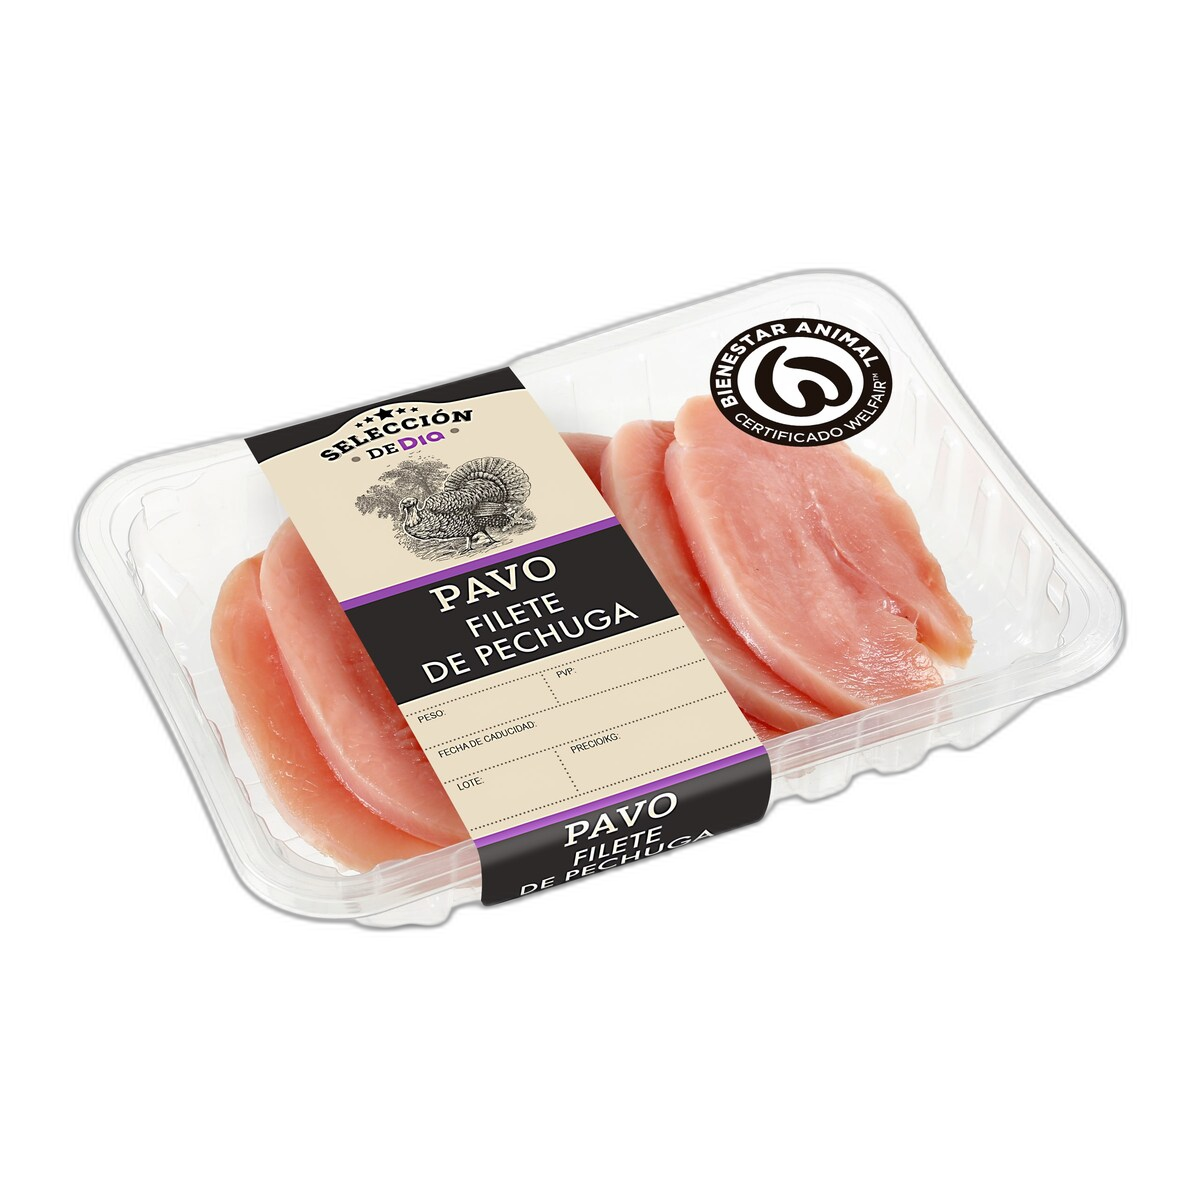 SELECCIÓN
DE Dia
PAVO
FILETE
DE PECHUGA
PESO:
PVP:
FECHA DE CADUCIDAD:
LOTE:
PRECIO/KG:
PAVO
FILETE
DE PECHUGA
BIENESTAR ANIMAL
CERTIFICADO WELFAIR™